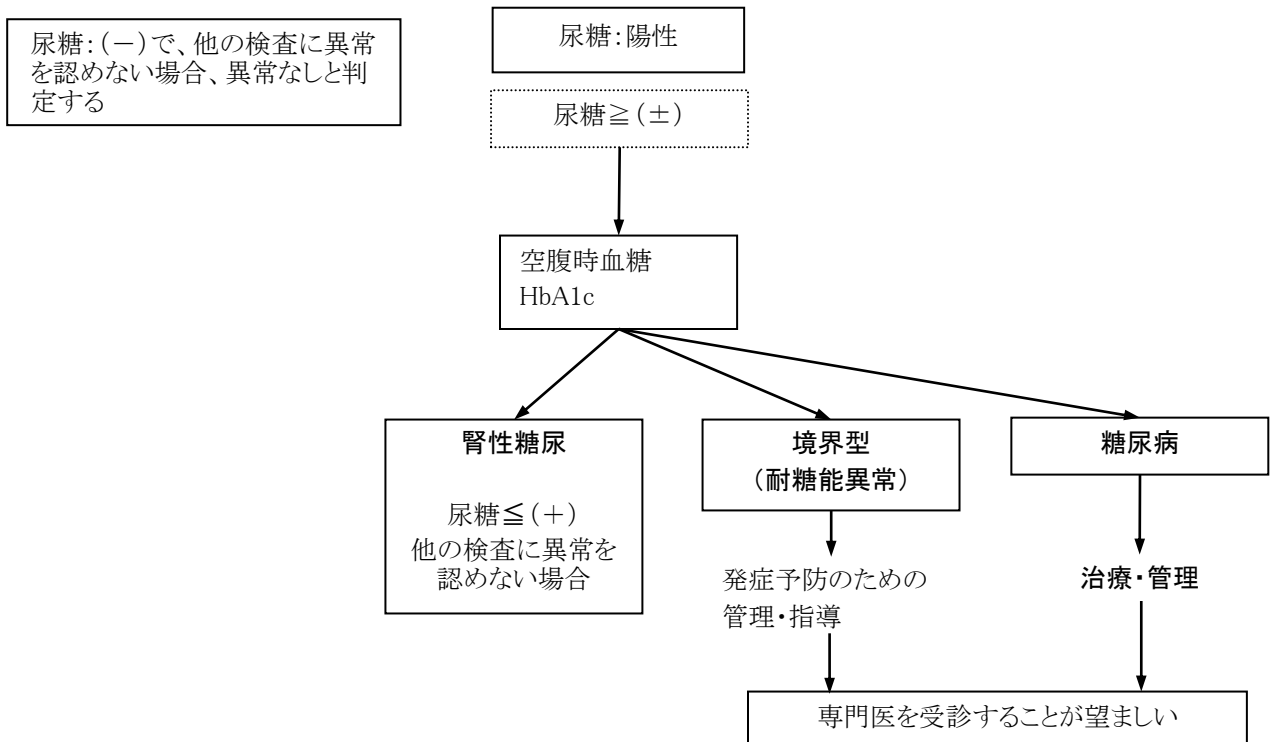 尿糖:(-)で、他の検査に異常
を認めない場合、異常なしと判
定する
尿糖:陽性
尿糖≧(±)
空腹時血糖
HbA1c
腎性糖尿
尿糖≦(+)
他の検査に異常を
認めない場合
境界型
(耐糖能異常)
発症予防のための
管理・指導
糖尿病
治療・管理
専門医を受診することが望ましい